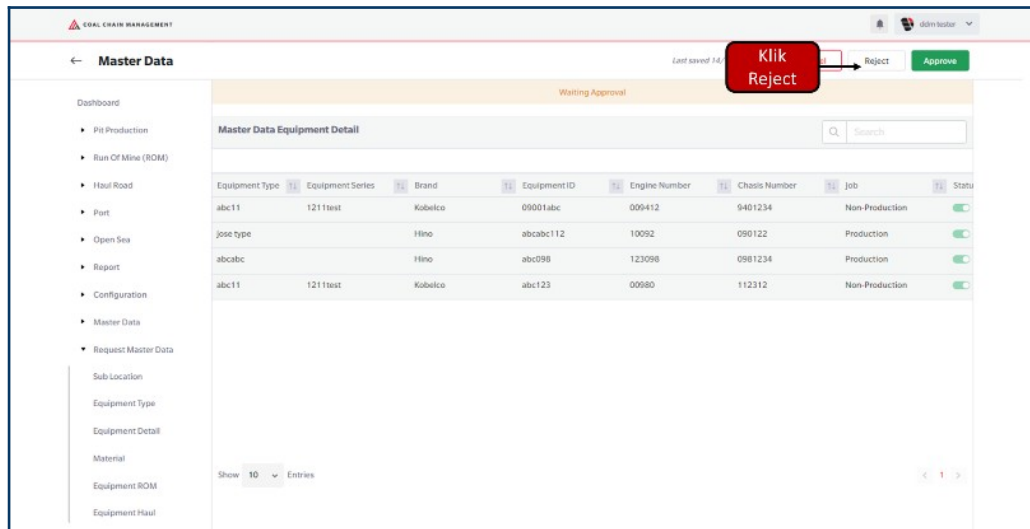 COAL CHAIN MANAGEMENT
ddm tester
← Master Data
Last saved 14/
Klik
Reject
Reject
Approve
Waiting Approval
Dashboard
Pit Production
Run Of Mine (ROM)
Haul Road
Port
Open Sea
Report
Configuration
Master Data
Request Master Data
Sub Location
Equipment Type
Equipment Detail
Material
Equipment ROM
Equipment Haul
Master Data Equipment Detail
Search
Equipment Type Equipment Series Brand Equipment ID Engine Number Chasis Number Job Statu
abc11 1211test Kobelco 09001abc 009412 9401234 Non-Production
jose type Hino abcabc112 10092 090122 Production
abcabc Hino abc098 123098 0981234 Production
abc11 1211test Kobelco abc123 00980 112312 Non-Production
Show 10 Entries
< 1 >